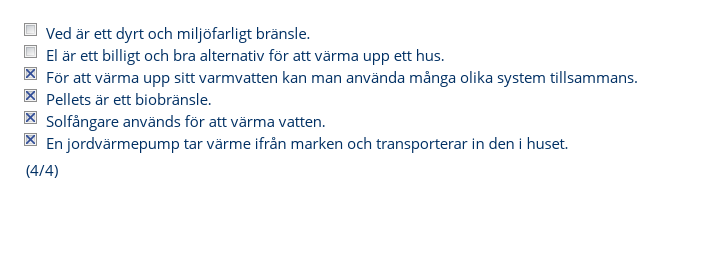 Ved är ett dyrt och miljöfarligt bränsle.
El är ett billigt och bra alternativ för att värma upp ett hus.
För att värma upp sitt varmvatten kan man använda många olika system tillsammans.
Pellets är ett biobränsle.
Solfångare används för att värma vatten.
En jordvärmepump tar värme ifrån marken och transporterar in den i huset.
(4/4)